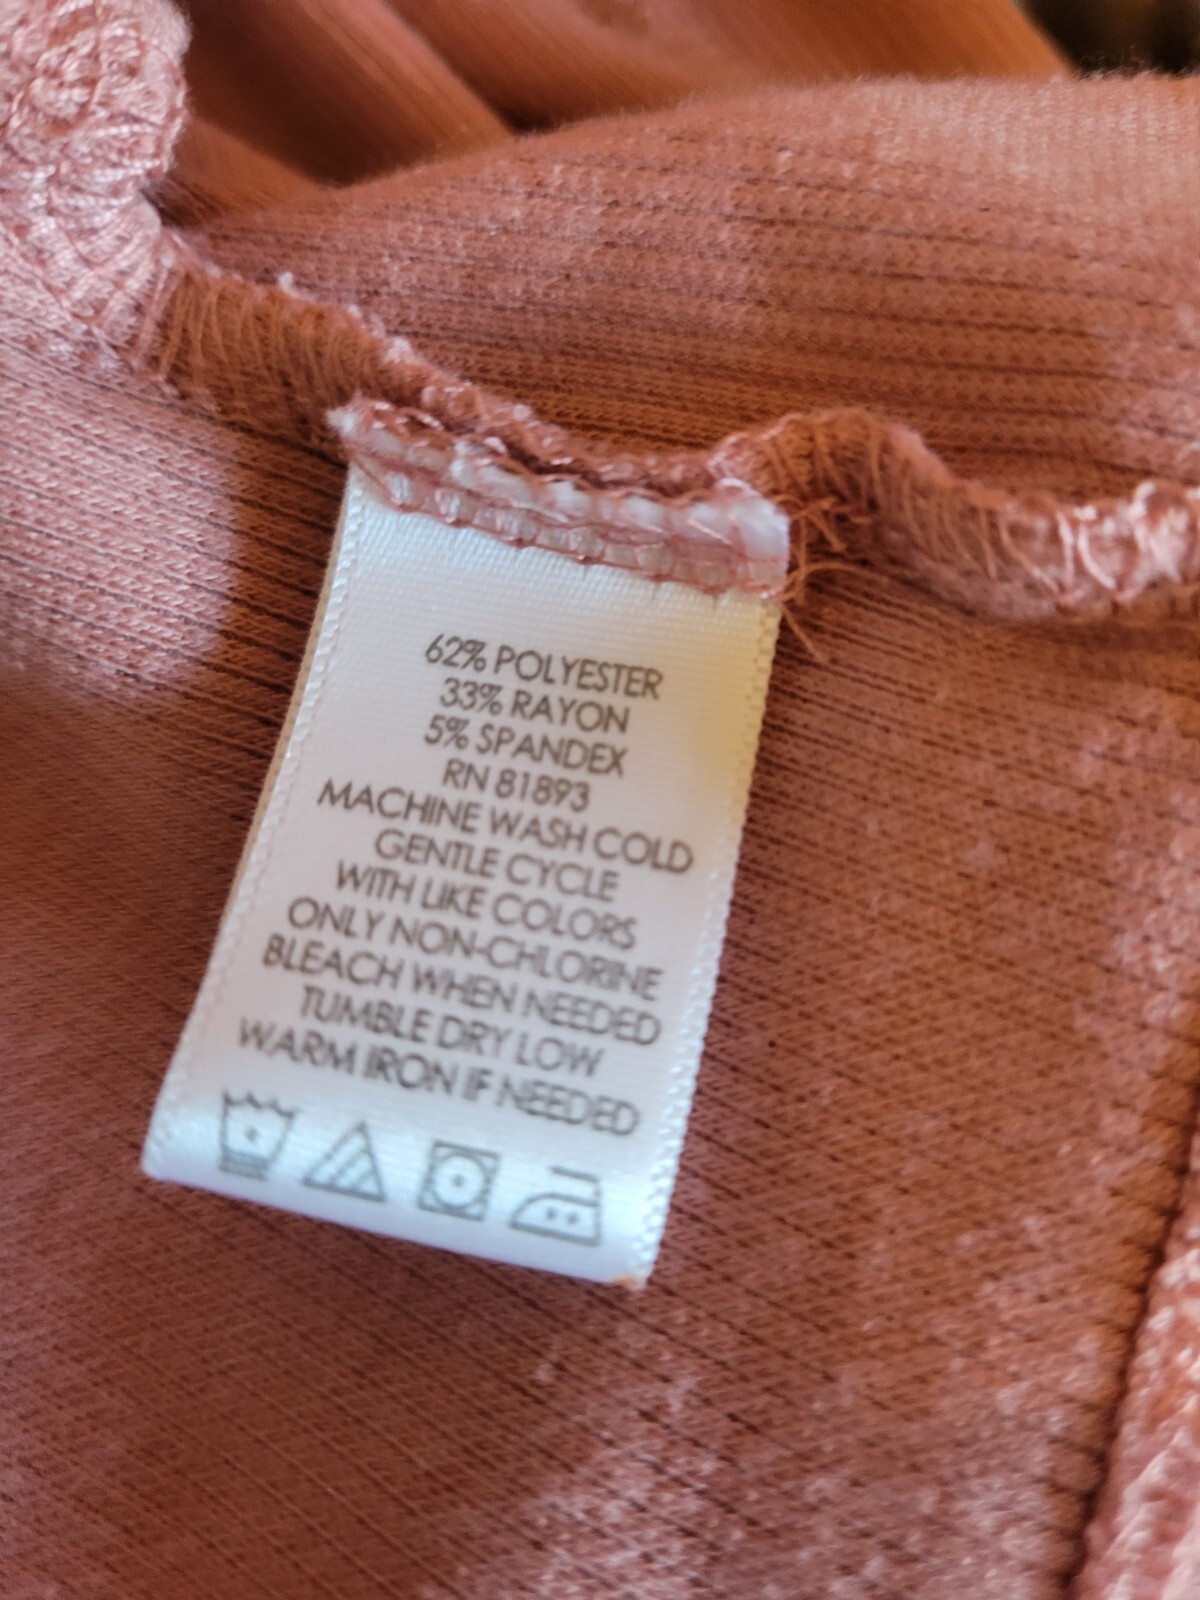 62% POLYESTER
33% RAYON
5% SPANDEX
RN 81893
MACHINE WASH COLD
GENTLE CYCLE
WITH LIKE COLORS
ONLY NON-CHLORINE
BLEACH WHEN NEEDED
TUMBLE DRY LOW
WARM IRON IF NEEDED